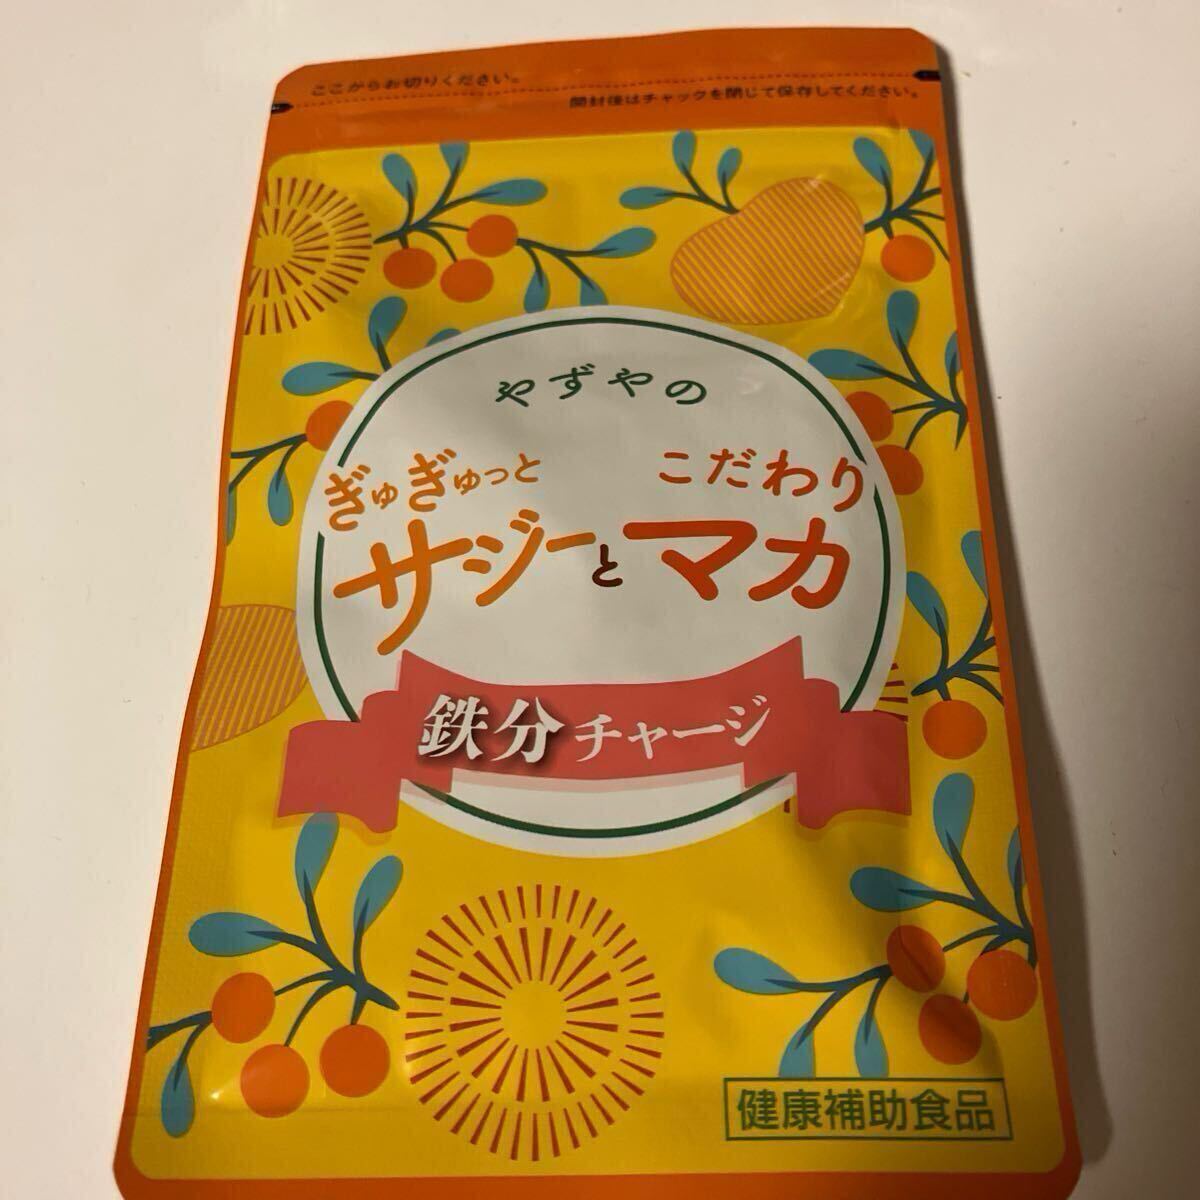 ここからお切りください。
開封後はチャックを閉じて保存してください。
やずやの
ぎゅぎゅっと こだわり
サジーとマカ
鉄分チャージ
健康補助食品